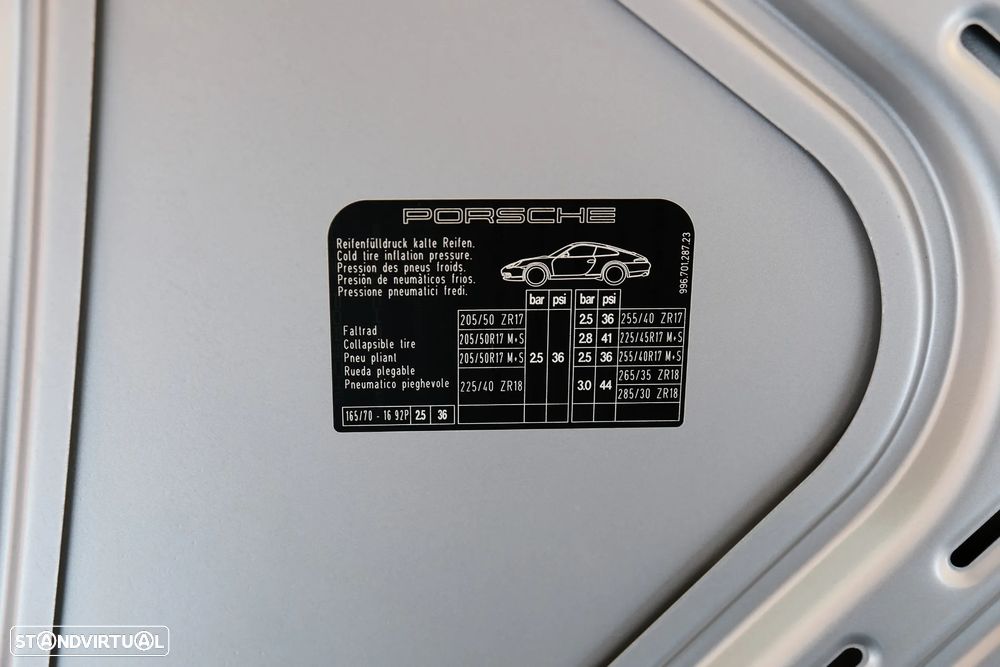 PORSCHE
Reifenfülldruck kalte Reifen.
Cold tire inflation pressure.
Pression des pneus froids.
Presión de neumàticos frios.
Pressione pneumatici fredi.
996.701.287.23
bar psi bar psi
205/50 ZR17 2.5 36 255/40 ZR17
Faltrad
205/50R17 M+S 2.8 41 225/45R17 M+S
Collapsible tire
Pneu pliant 205/50R17 M+S 2.5 36 2.5 36 255/40R17 M+S
Rueda plegable 265/35 ZR18
Pneumatico pieghevole 225/40 ZR18 3.0 44
285/30 ZR18
165/70 - 16 92P 2.5 36
STANDVIRTUAL